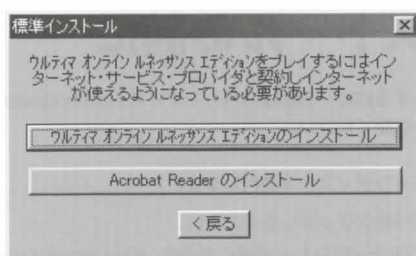 標準インストール
ウルティマ オンライン ルネッサンス エディションをプレイするにはイン
ターネット・サービス・プロバイダと契約しインターネット
が使えるようになっている必要があります。
ウルティマ オンライン ルネッサンス エディションのインストール
Acrobat Reader のインストール
< 戻る